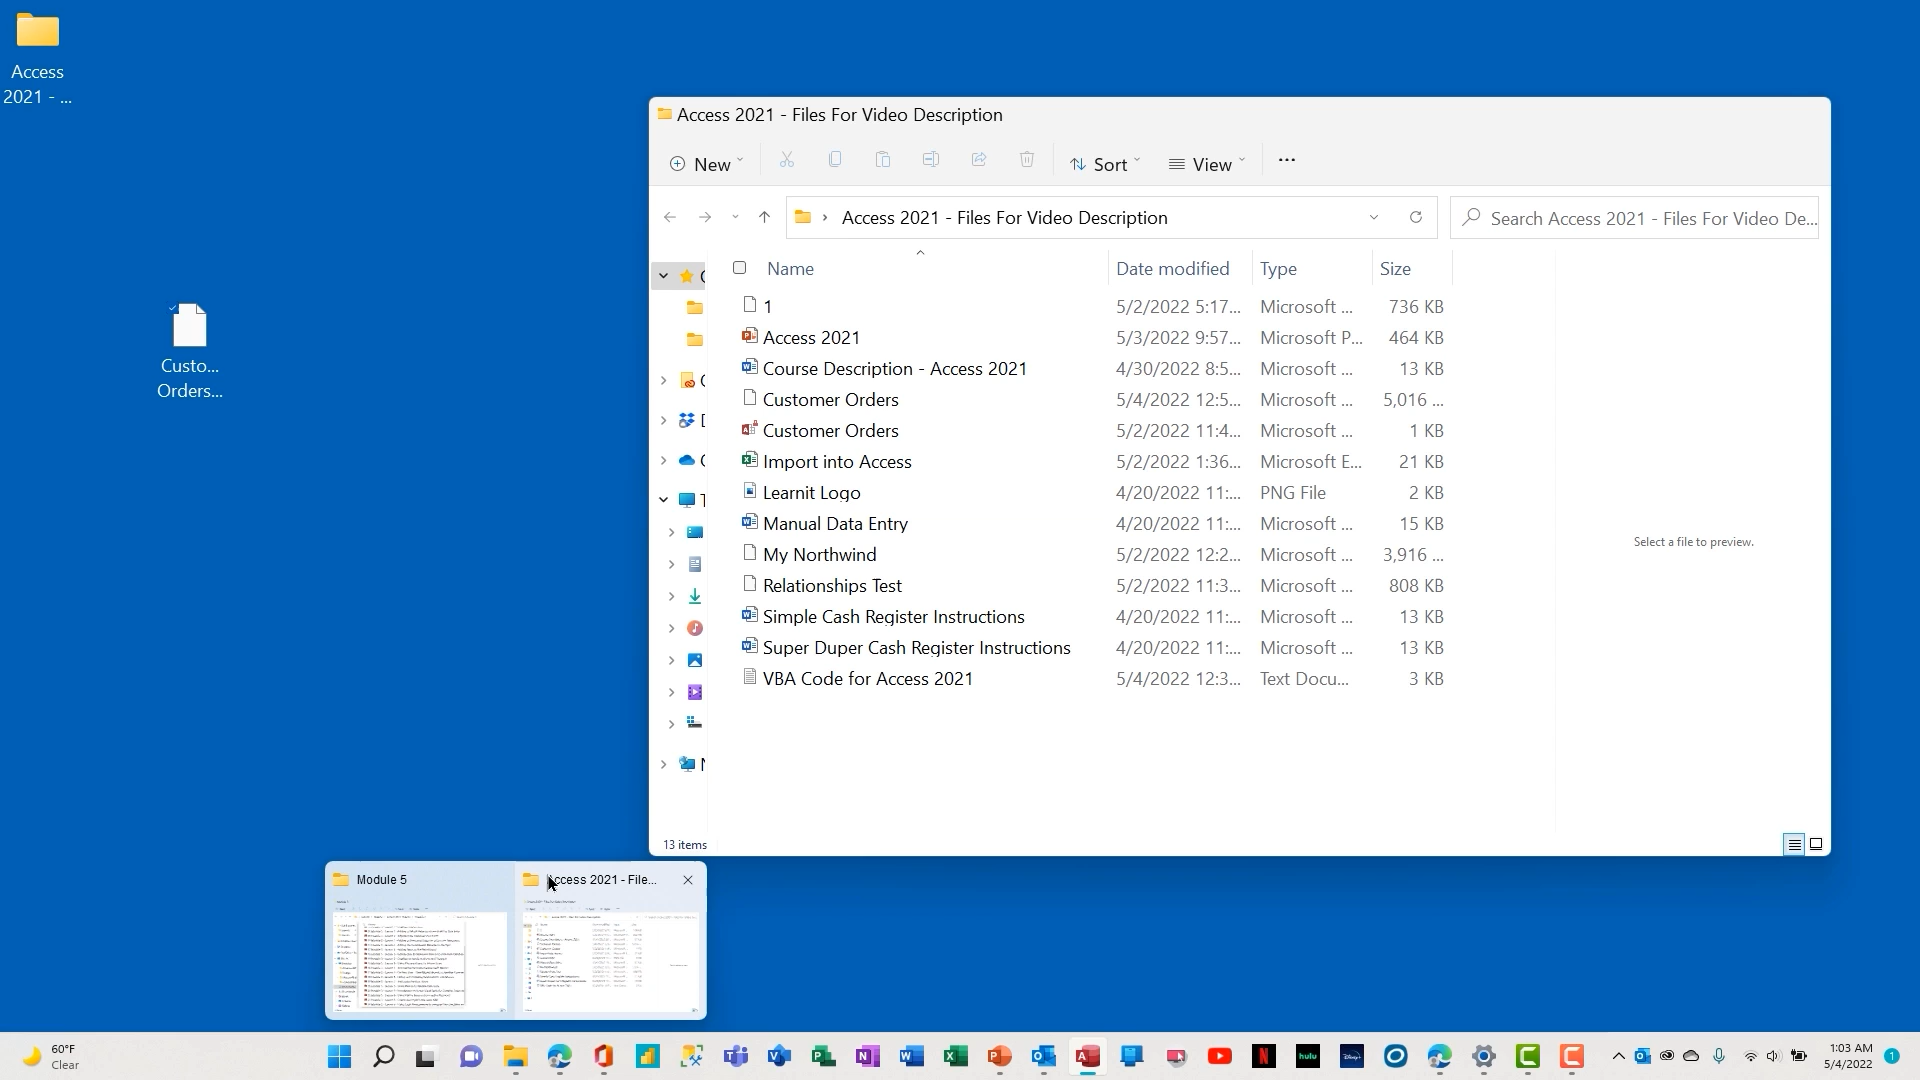 Access
2021 - ...
Custo...
Orders...
Access 2021 - Files For Video Description
New
Sort
View
Access 2021 - Files For Video Description
Search Access 2021 - Files For Video De...
Name Date modified Type Size
1 5/2/2022 5:17... Microsoft ... 736 KB
Access 2021 5/3/2022 9:57... Microsoft P... 464 KB
Course Description - Access 2021 4/30/2022 8:5... Microsoft ... 13 KB
Customer Orders 5/4/2022 12:5... Microsoft ... 5,016 ...
Customer Orders 5/2/2022 11:4... Microsoft ... 1 KB
Import into Access 5/2/2022 1:36... Microsoft E... 21 KB
Learnit Logo 4/20/2022 11:... PNG File 2 KB
Manual Data Entry 4/20/2022 11:... Microsoft ... 15 KB
My Northwind 5/2/2022 12:2... Microsoft ... 3,916 ...
Relationships Test 5/2/2022 11:3... Microsoft ... 808 KB
Simple Cash Register Instructions 4/20/2022 11:... Microsoft ... 13 KB
Super Duper Cash Register Instructions 4/20/2022 11:... Microsoft ... 13 KB
VBA Code for Access 2021 5/4/2022 12:3... Text Docu... 3 KB
Select a file to preview.
13 items
Module 5
Access 2021 - File...
60°F
Clear
hulu
Disney+
1:03 AM
5/4/2022
1